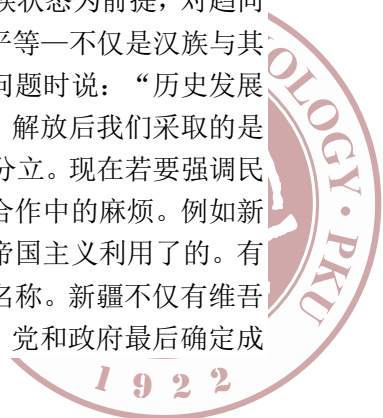 族状态为前提，对趋向
平等—不仅是汉族与其
问题时说：“历史发展
解放后我们采取的是
分立。现在若要强调民
合作中的麻烦。例如新
帝国主义利用了的。有
名称。新疆不仅有维吾
党和政府最后确定成
OLOGY · PKU
1922